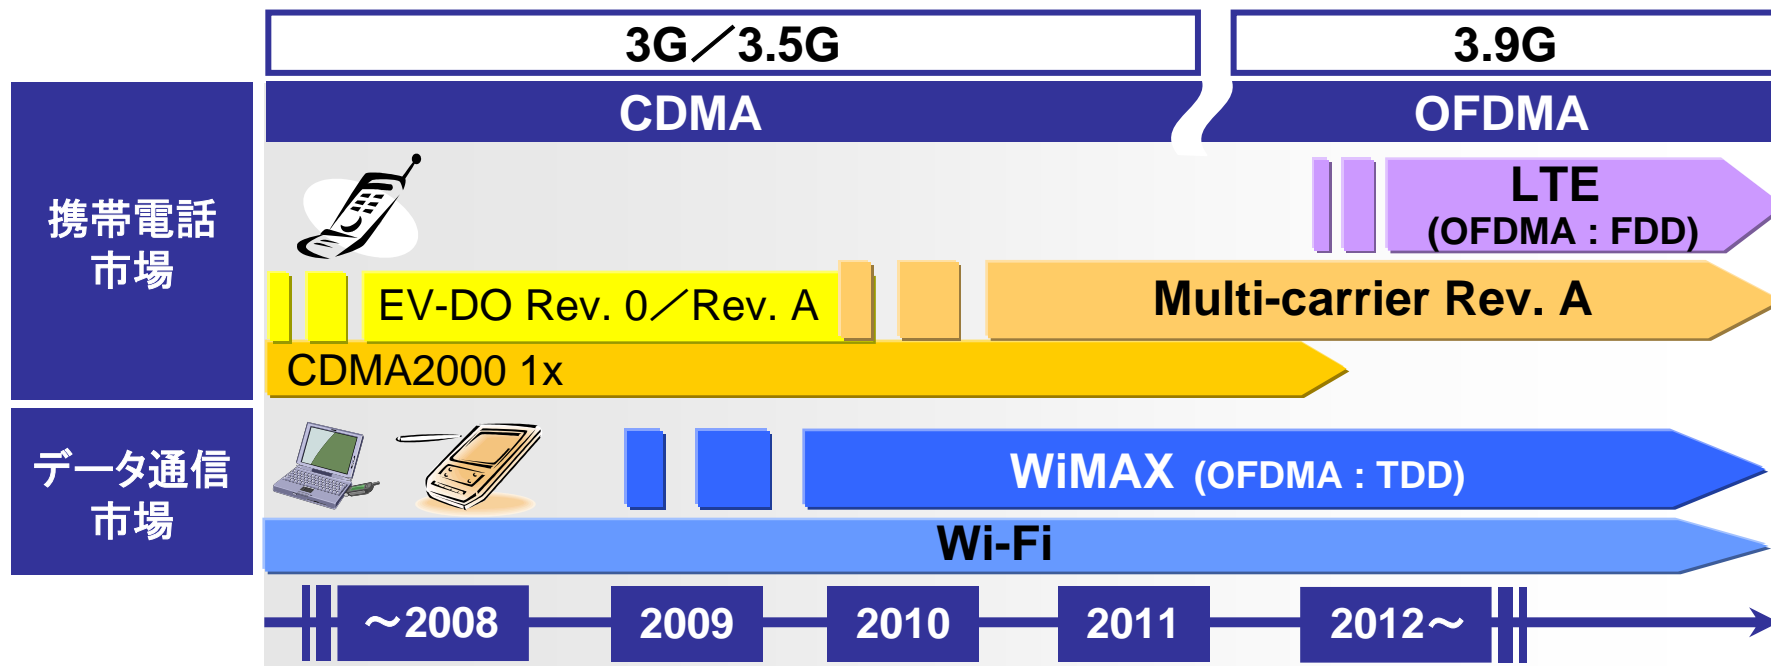 3G／3.5G
3.9G
CDMA
OFDMA
携帯電話
市場
LTE
(OFDMA : FDD)
EV-DO Rev. 0／Rev. A
Multi-carrier Rev. A
CDMA2000 1x
データ通信
市場
WiMAX (OFDMA : TDD)
Wi-Fi
～2008
2009
2010
2011
2012～